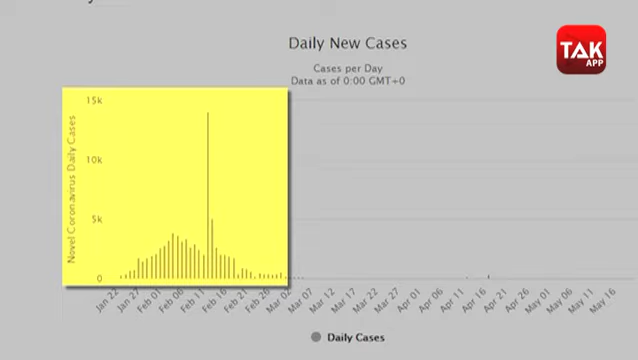 Daily New Cases
Cases per Day
Data as of 0:00 GMT+0
TAK
APP
Novel Coronavirus Daily Cases
15k
10k
5k
0
Jan 22
Jan 27
Feb 01
Feb 06
Feb 11
Feb 16
Feb 21
Feb 26
Mar 02
Mar 07
Mar 12
Mar 17
Mar 22
Mar 27
Apr 01
Apr 06
Apr 11
Apr 16
Apr 21
Apr 26
May 01
May 06
May 11
May 16
Daily Cases